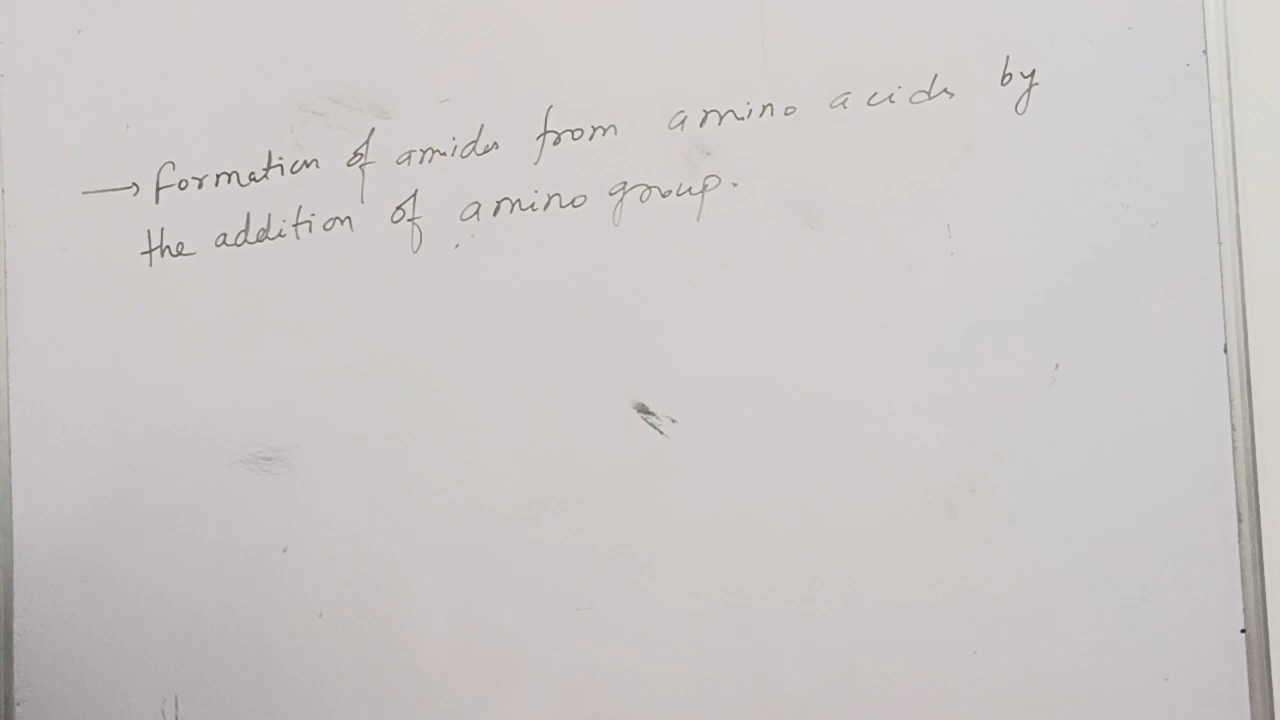 → formation of amides from amino acids by
the addition of amino group.